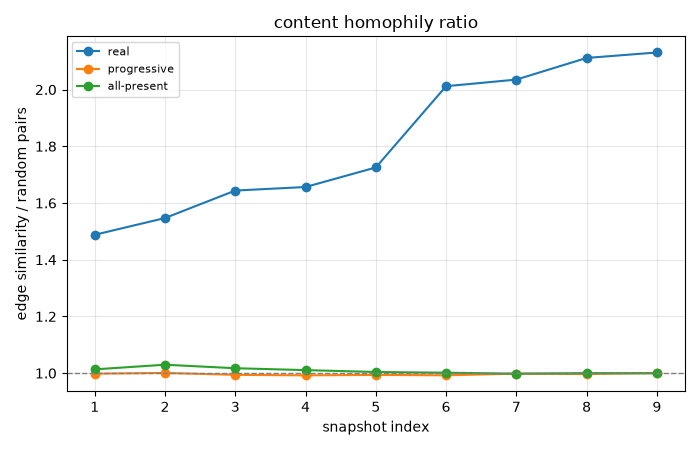 content homophily ratio
real
progressive
all-present
edge similarity / random pairs
2.0
1.8
1.6
1.4
1.2
1.0
1 2 3 4 5 6 7 8 9
snapshot index